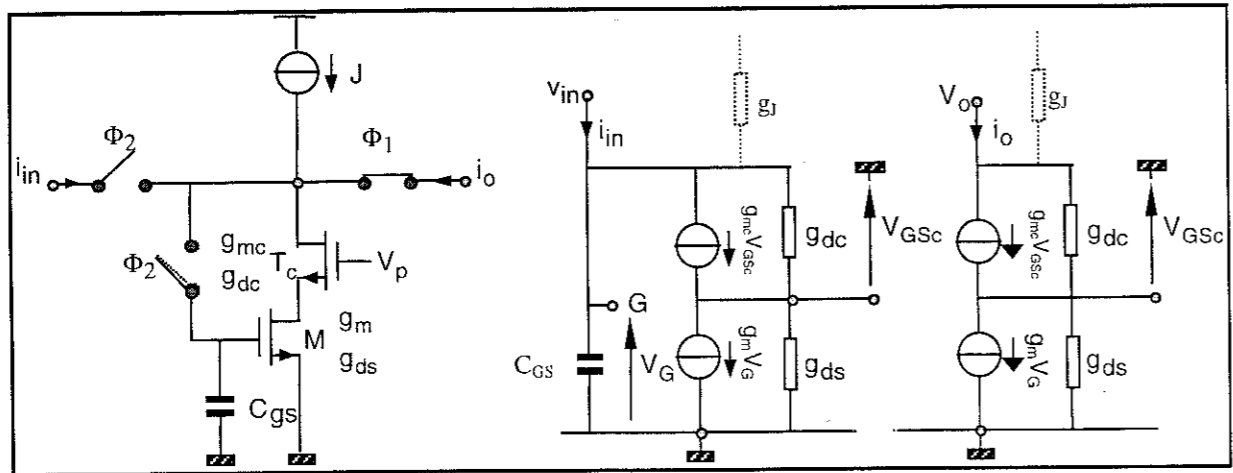 J
Φ2
Φ1
iin
io
gmc
Tc
Vp
gdc
Φ2
gm
M
gds
Cgs
vin
gJ
iin
gmcVGSc
gdc
VGSc
G
CGS
VG
gmVG
gds
Vo
gJ
io
gmcVGSc
gdc
VGSc
gmVG
gds